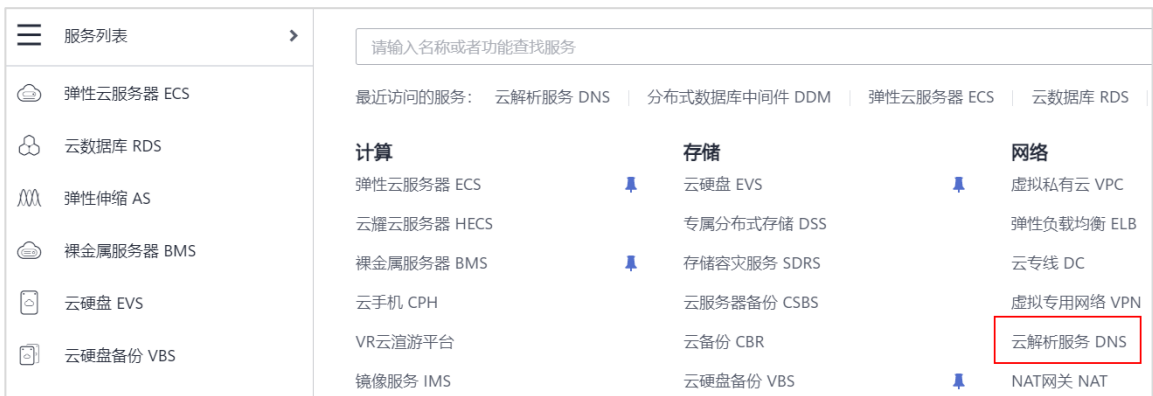 服务列表
弹性云服务器 ECS
云数据库 RDS
弹性伸缩 AS
裸金属服务器 BMS
云硬盘 EVS
云硬盘备份 VBS
请输入名称或者功能查找服务
最近访问的服务： 云解析服务 DNS 分布式数据库中间件 DDM 弹性云服务器 ECS 云数据库 RDS
计算 存储 网络
弹性云服务器 ECS 云硬盘 EVS 虚拟私有云 VPC
云耀云服务器 HECS 专属分布式存储 DSS 弹性负载均衡 ELB
裸金属服务器 BMS 存储容灾服务 SDRS 云专线 DC
云手机 CPH 云服务器备份 CSBS 虚拟专用网络 VPN
VR云渲游平台 云备份 CBR 云解析服务 DNS
镜像服务 IMS 云硬盘备份 VBS NAT网关 NAT